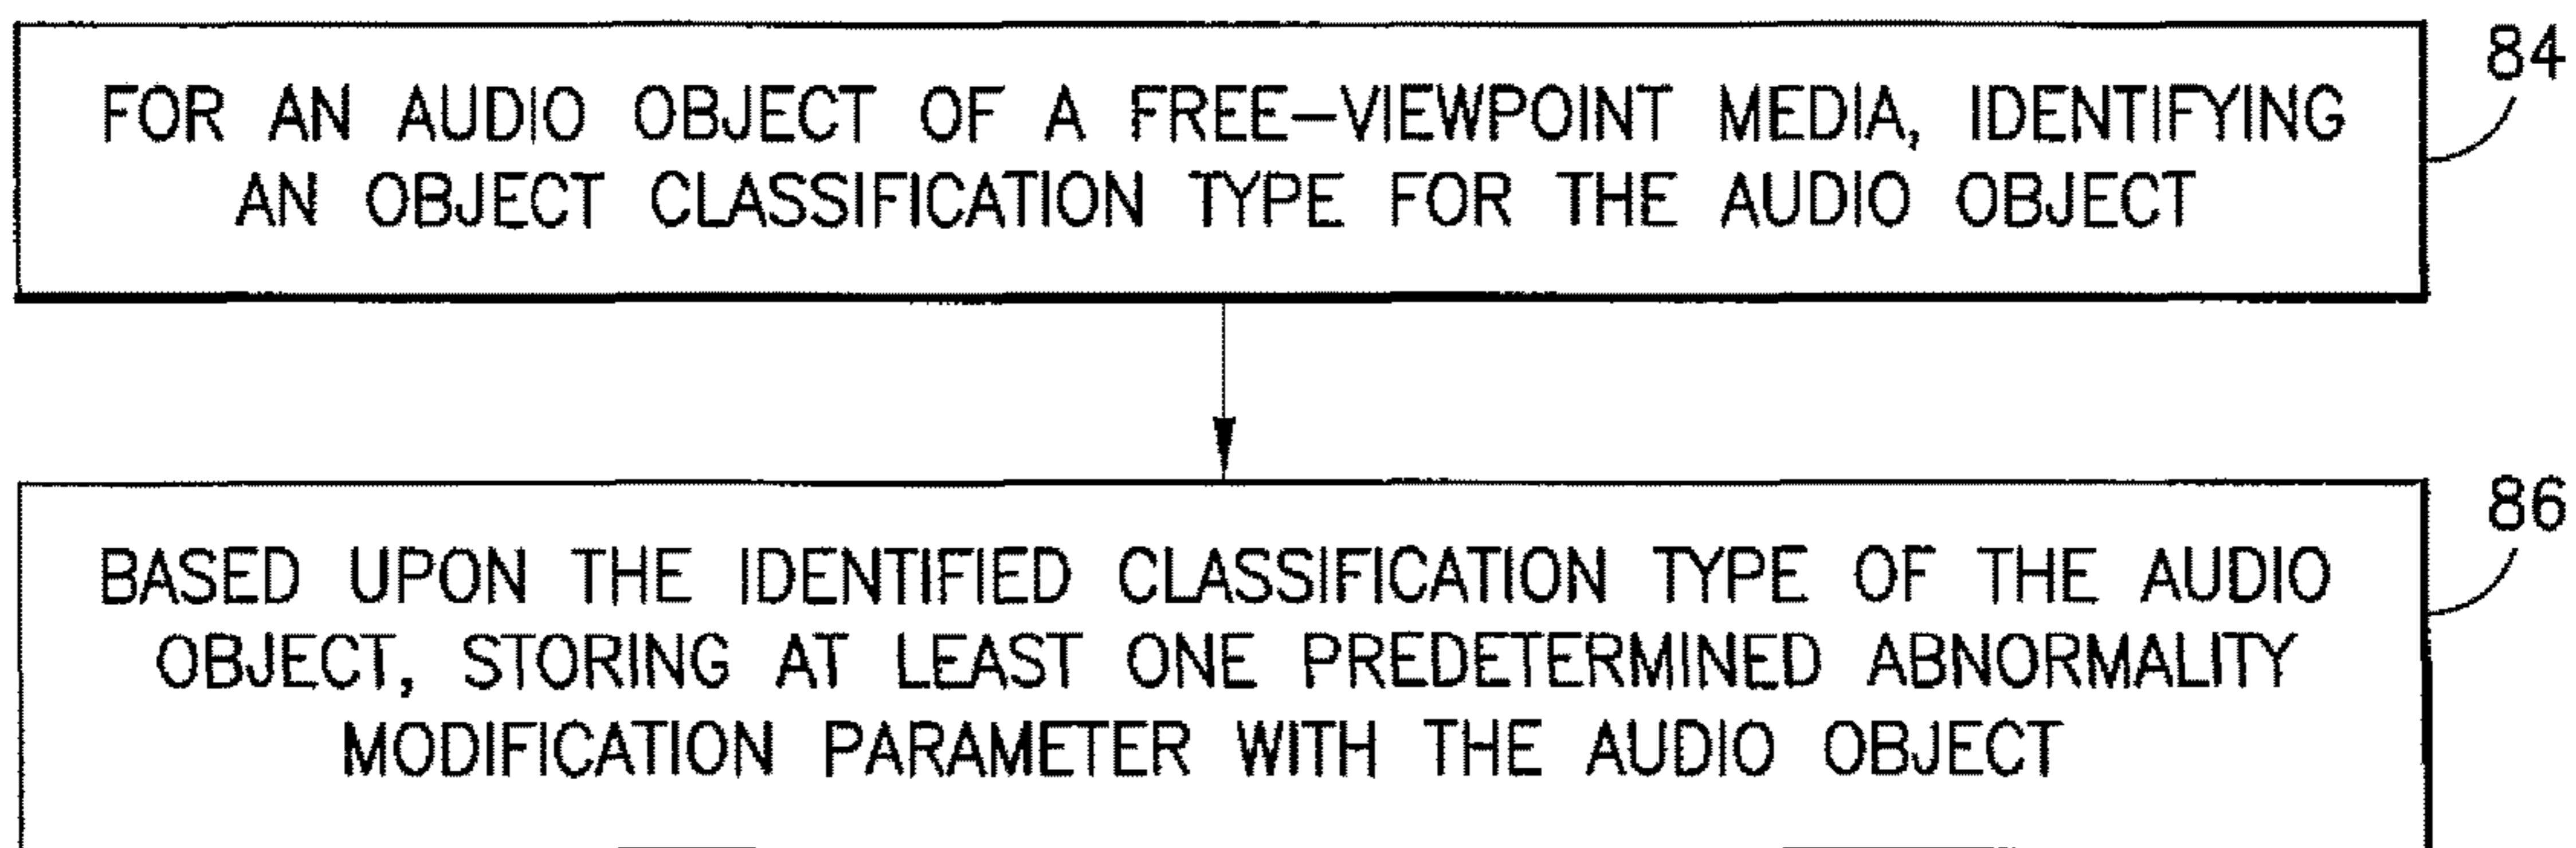 84
FOR AN AUDIO OBJECT OF A FREE-VIEWPOINT MEDIA, IDENTIFYING
AN OBJECT CLASSIFICATION TYPE FOR THE AUDIO OBJECT
86
BASED UPON THE IDENTIFIED CLASSIFICATION TYPE OF THE AUDIO
OBJECT, STORING AT LEAST ONE PREDETERMINED ABNORMALITY
MODIFICATION PARAMETER WITH THE AUDIO OBJECT